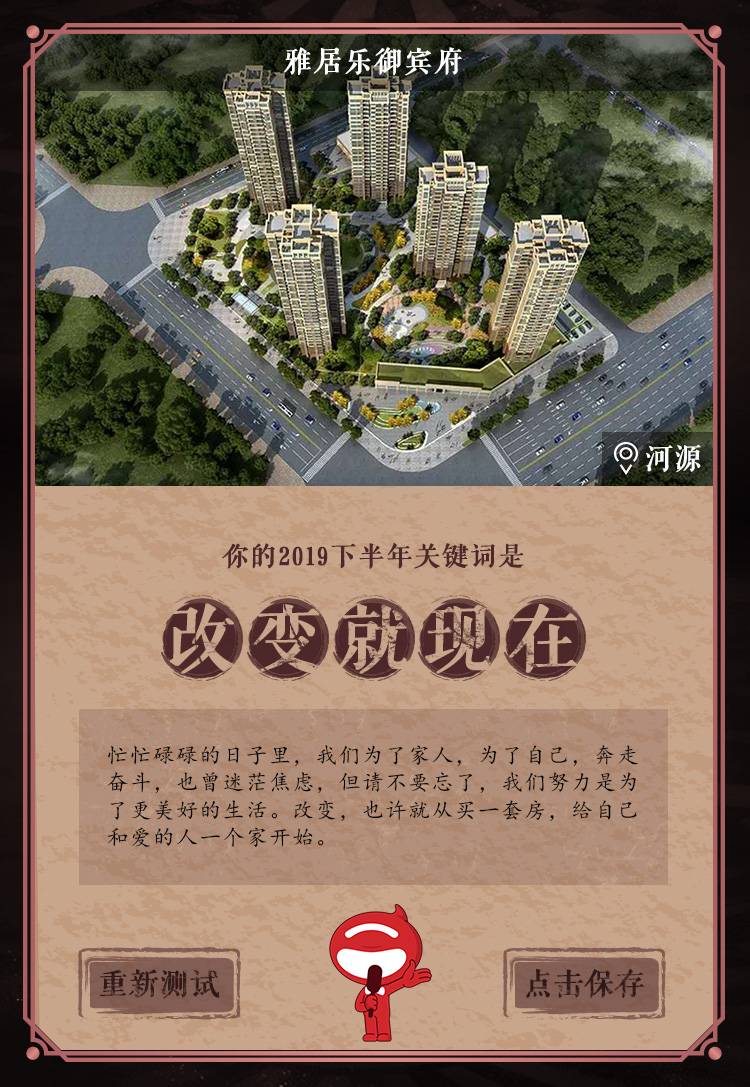 雅居乐御宾府
河源
你的2019下半年关键词是
改变就现在
忙忙碌碌的日子里，我们为了家人，为了自己，奔走
奋斗，也曾迷茫焦虑，但请不要忘了，我们努力是为
了更美好的生活。改变，也许就从买一套房，给自己
和爱的人一个家开始。
重新测试
点击保存